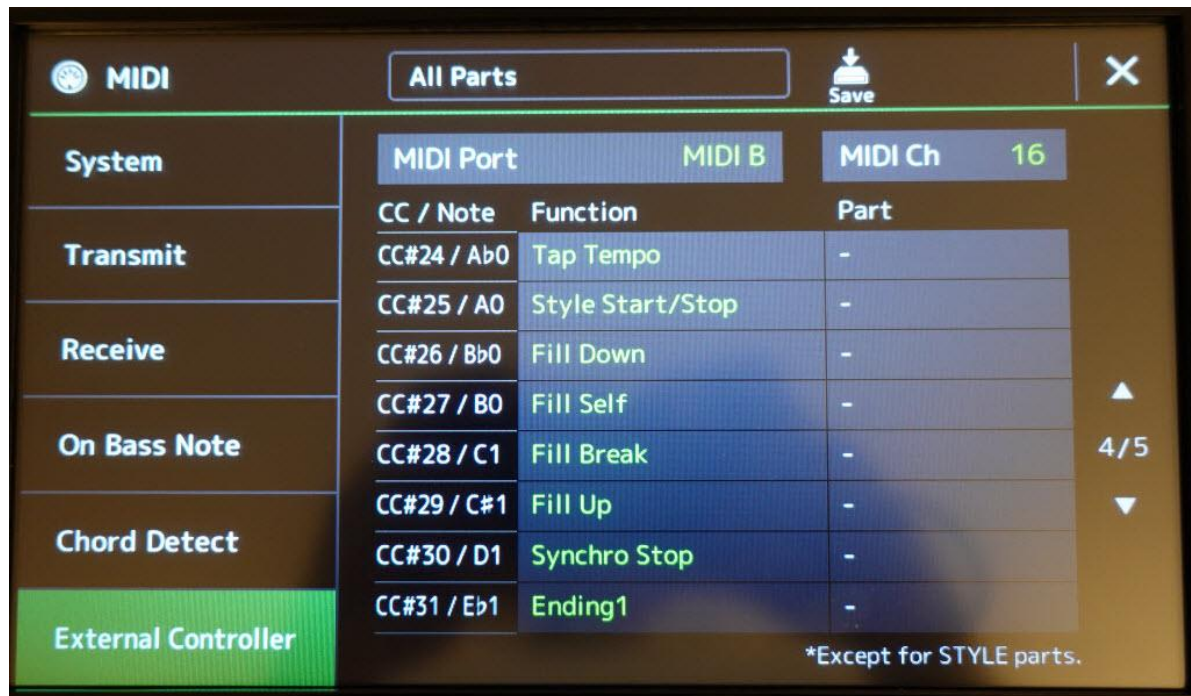 MIDI
All Parts
Save
System
Transmit
Receive
On Bass Note
Chord Detect
External Controller
MIDI Port MIDI B MIDI Ch 16
CC / Note Function Part
CC#24 / A♭0 Tap Tempo -
CC#25 / A0 Style Start/Stop -
CC#26 / B♭0 Fill Down -
CC#27 / B0 Fill Self -
CC#28 / C1 Fill Break -
CC#29 / C#1 Fill Up -
CC#30 / D1 Synchro Stop -
CC#31 / E♭1 Ending1 -
4/5
*Except for STYLE parts.